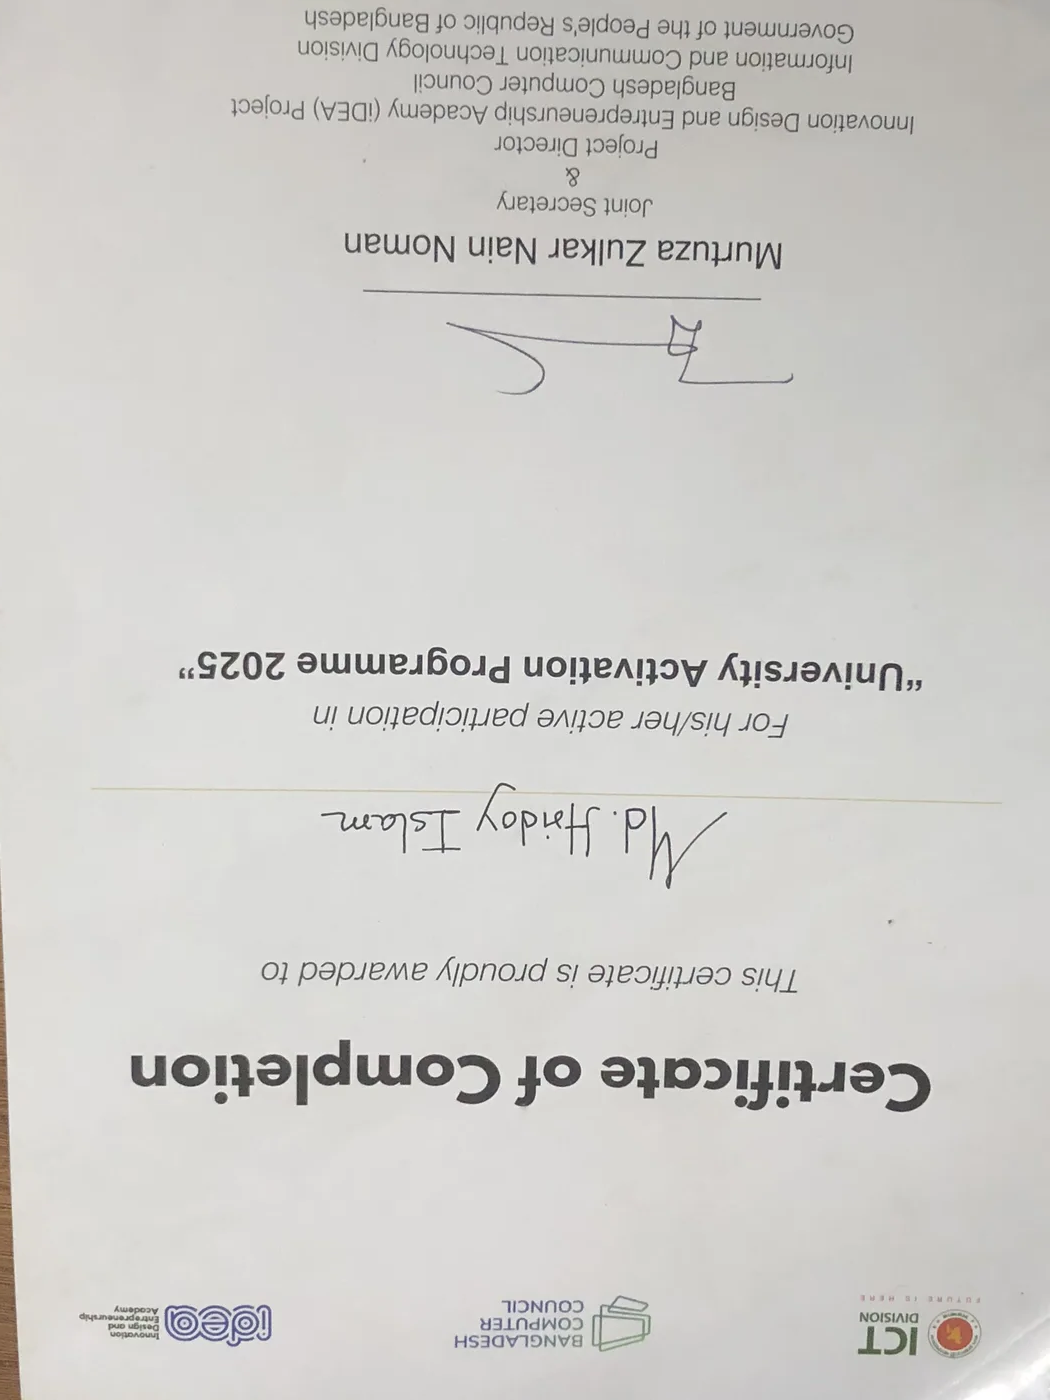 ICT
DIVISION
FUTURE IS HERE
BANGLADESH
COMPUTER
COUNCIL
idea
Innovation
Design and
Entrepreneurship
Academy
Certificate of Completion
This certificate is proudly awarded to
Md. Hridoy Islam
For his/her active participation in
“University Activation Programme 2025”
Murtuza Zulkar Nain Noman
Joint Secretary
&
Project Director
Innovation Design and Entrepreneurship Academy (iDEA) Project
Bangladesh Computer Council
Information and Communication Technology Division
Government of the People's Republic of Bangladesh